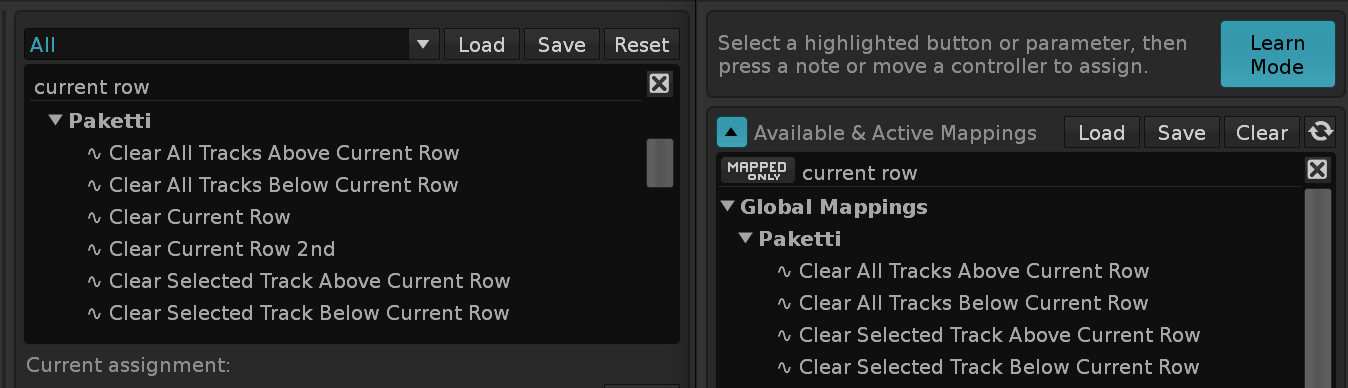 All
Load
Save
Reset
current row
Paketti
Clear All Tracks Above Current Row
Clear All Tracks Below Current Row
Clear Current Row
Clear Current Row 2nd
Clear Selected Track Above Current Row
Clear Selected Track Below Current Row
Current assignment:
Select a highlighted button or parameter, then
press a note or move a controller to assign.
Learn
Mode
Available & Active Mappings
Load
Save
Clear
MAPPED
ONLY
current row
Global Mappings
Paketti
Clear All Tracks Above Current Row
Clear All Tracks Below Current Row
Clear Selected Track Above Current Row
Clear Selected Track Below Current Row